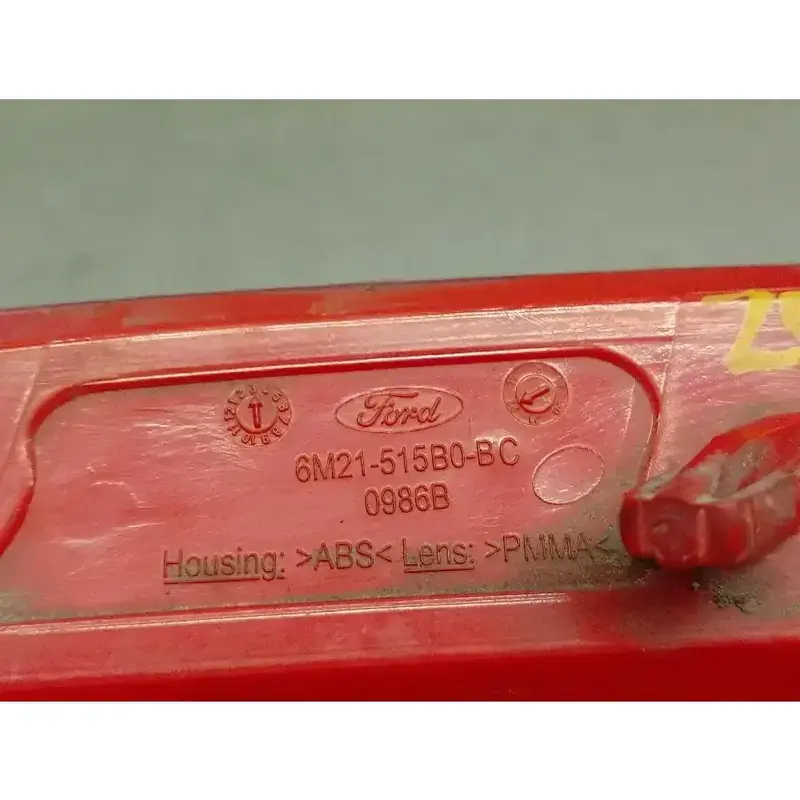 Ford
6M21-515B0-BC
0986B
Housing: >ABS< Lens: >PMMA<